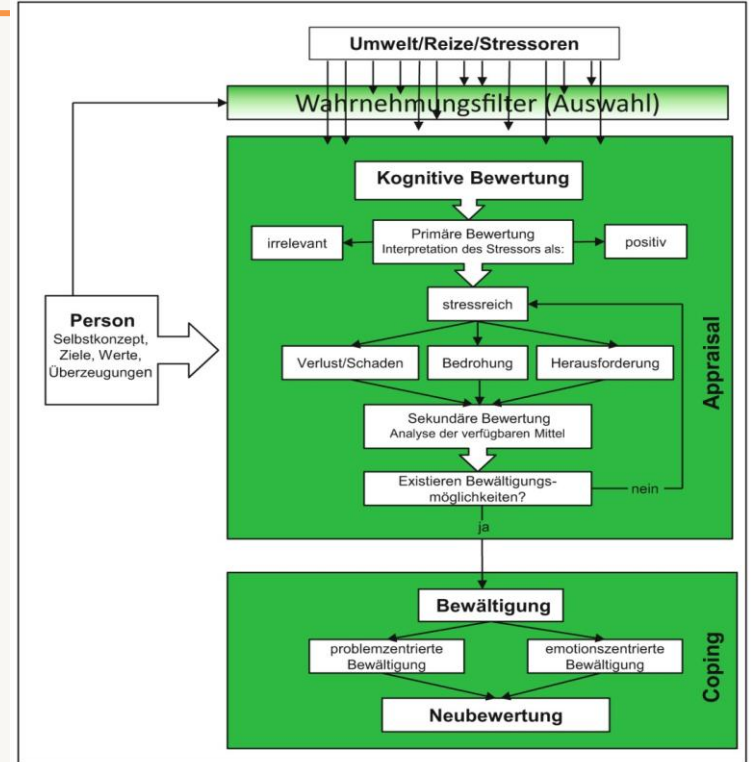 Umwelt/Reize/Stressoren
Wahrnehmungsfilter (Auswahl)
Kognitive Bewertung
Primäre Bewertung
Interpretation des Stressors als:
irrelevant
positiv
stressreich
Person
Selbstkonzept,
Ziele, Werte,
Überzeugungen
Verlust/Schaden
Bedrohung
Herausforderung
Sekundäre Bewertung
Analyse der verfügbaren Mittel
Existieren Bewältigungs-
möglichkeiten?
nein
ja
Appraisal
Bewältigung
problemzentrierte
Bewältigung
emotionszentrierte
Bewältigung
Neubewertung
Coping